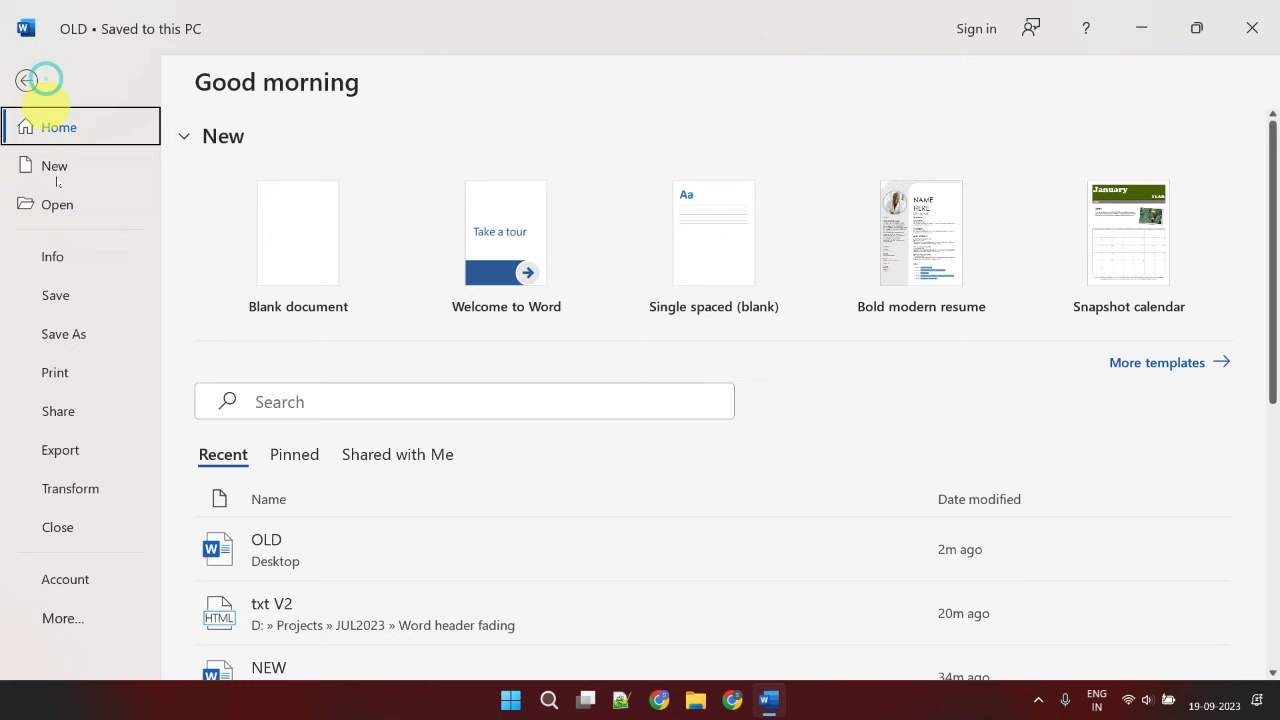 OLD • Saved to this PC
Sign in
?
Good morning
Home
New
Open
Info
Save
Save As
Print
Share
Export
Transform
Close
Account
More...
New
Take a tour
Aa
NAME
HERE
January
YEAR
Blank document
Welcome to Word
Single spaced (blank)
Bold modern resume
Snapshot calendar
More templates
Search
Recent Pinned Shared with Me
Name Date modified
OLD
Desktop
2m ago
txt V2
D: » Projects » JUL2023 » Word header fading
20m ago
HTML
NEW
34m ago
ENG
IN
19-09-2023